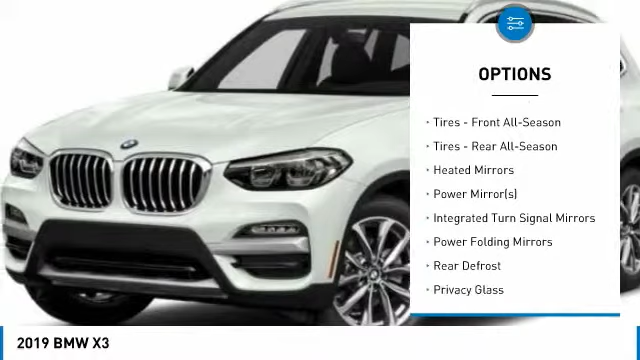 OPTIONS
Tires - Front All-Season
Tires - Rear All-Season
Heated Mirrors
Power Mirror(s)
Integrated Turn Signal Mirrors
Power Folding Mirrors
Rear Defrost
Privacy Glass
2019 BMW X3